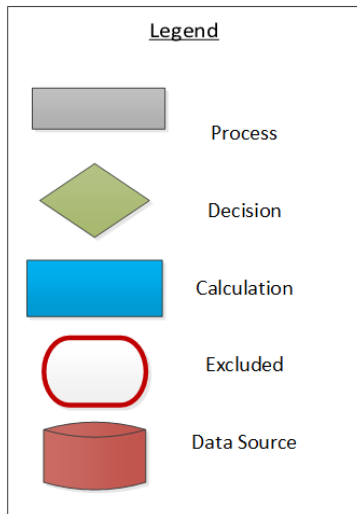 Legend
Process
Decision
Calculation
Excluded
Data Source